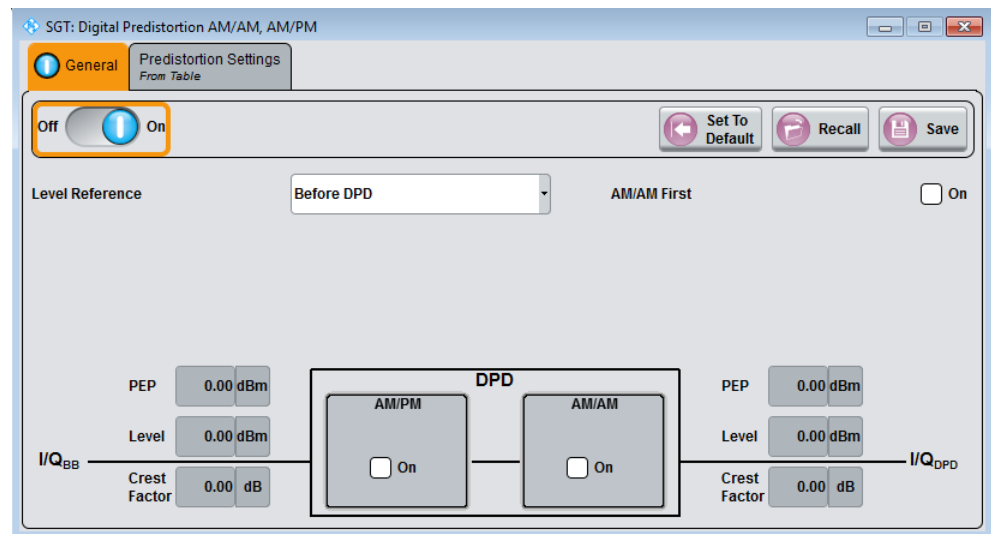 SGT: Digital Predistortion AM/AM, AM/PM
General
Predistortion Settings
From Table
Off
On
Set To
Default
Recall
Save
Level Reference
Before DPD
AM/AM First
On
DPD
PEP
0.00 dBm
AM/PM
AM/AM
PEP
0.00 dBm
Level
0.00 dBm
Level
0.00 dBm
I/Q_BB
On
On
I/Q_DPD
Crest
Factor
0.00 dB
Crest
Factor
0.00 dB